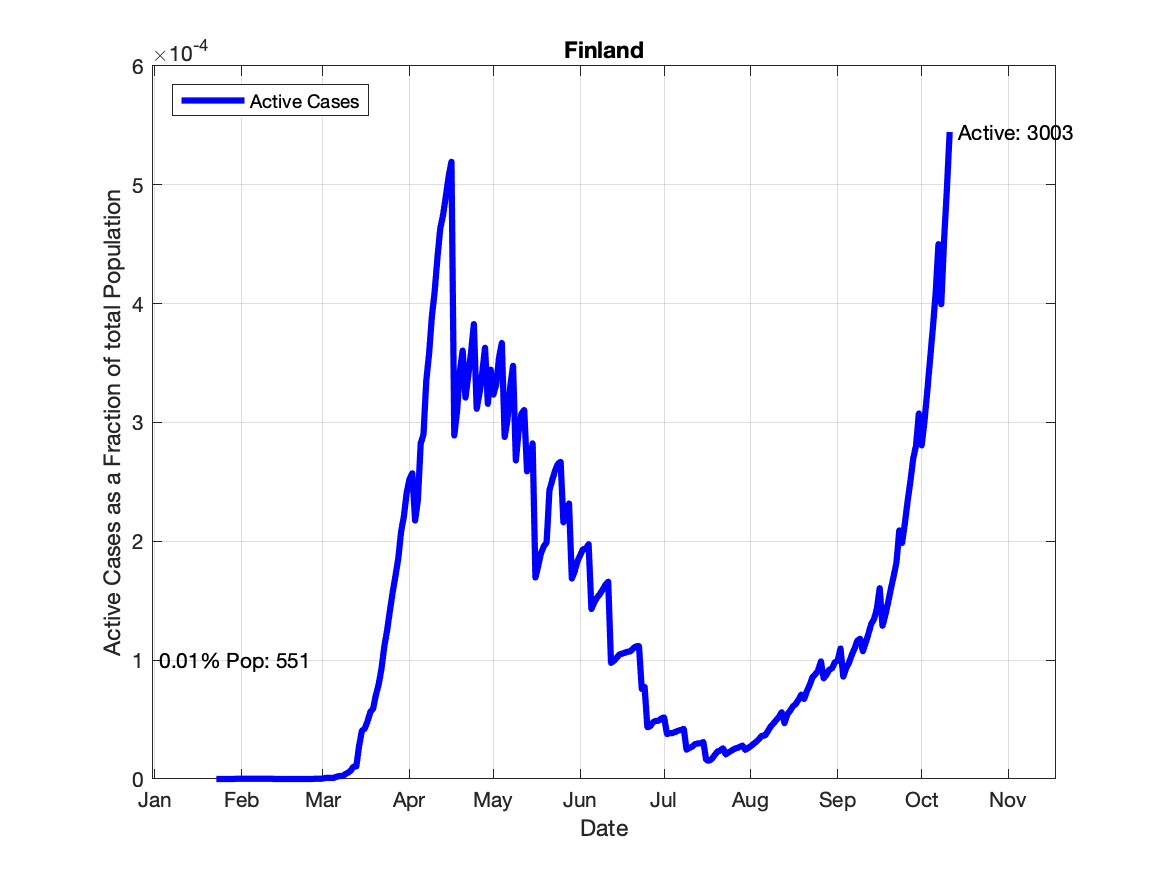 Finland
×10⁻⁴
6
5
4
3
2
1
0
Active Cases as a Fraction of total Population
Active Cases
Active: 3003
0.01% Pop: 551
Jan Feb Mar Apr May Jun Jul Aug Sep Oct Nov
Date